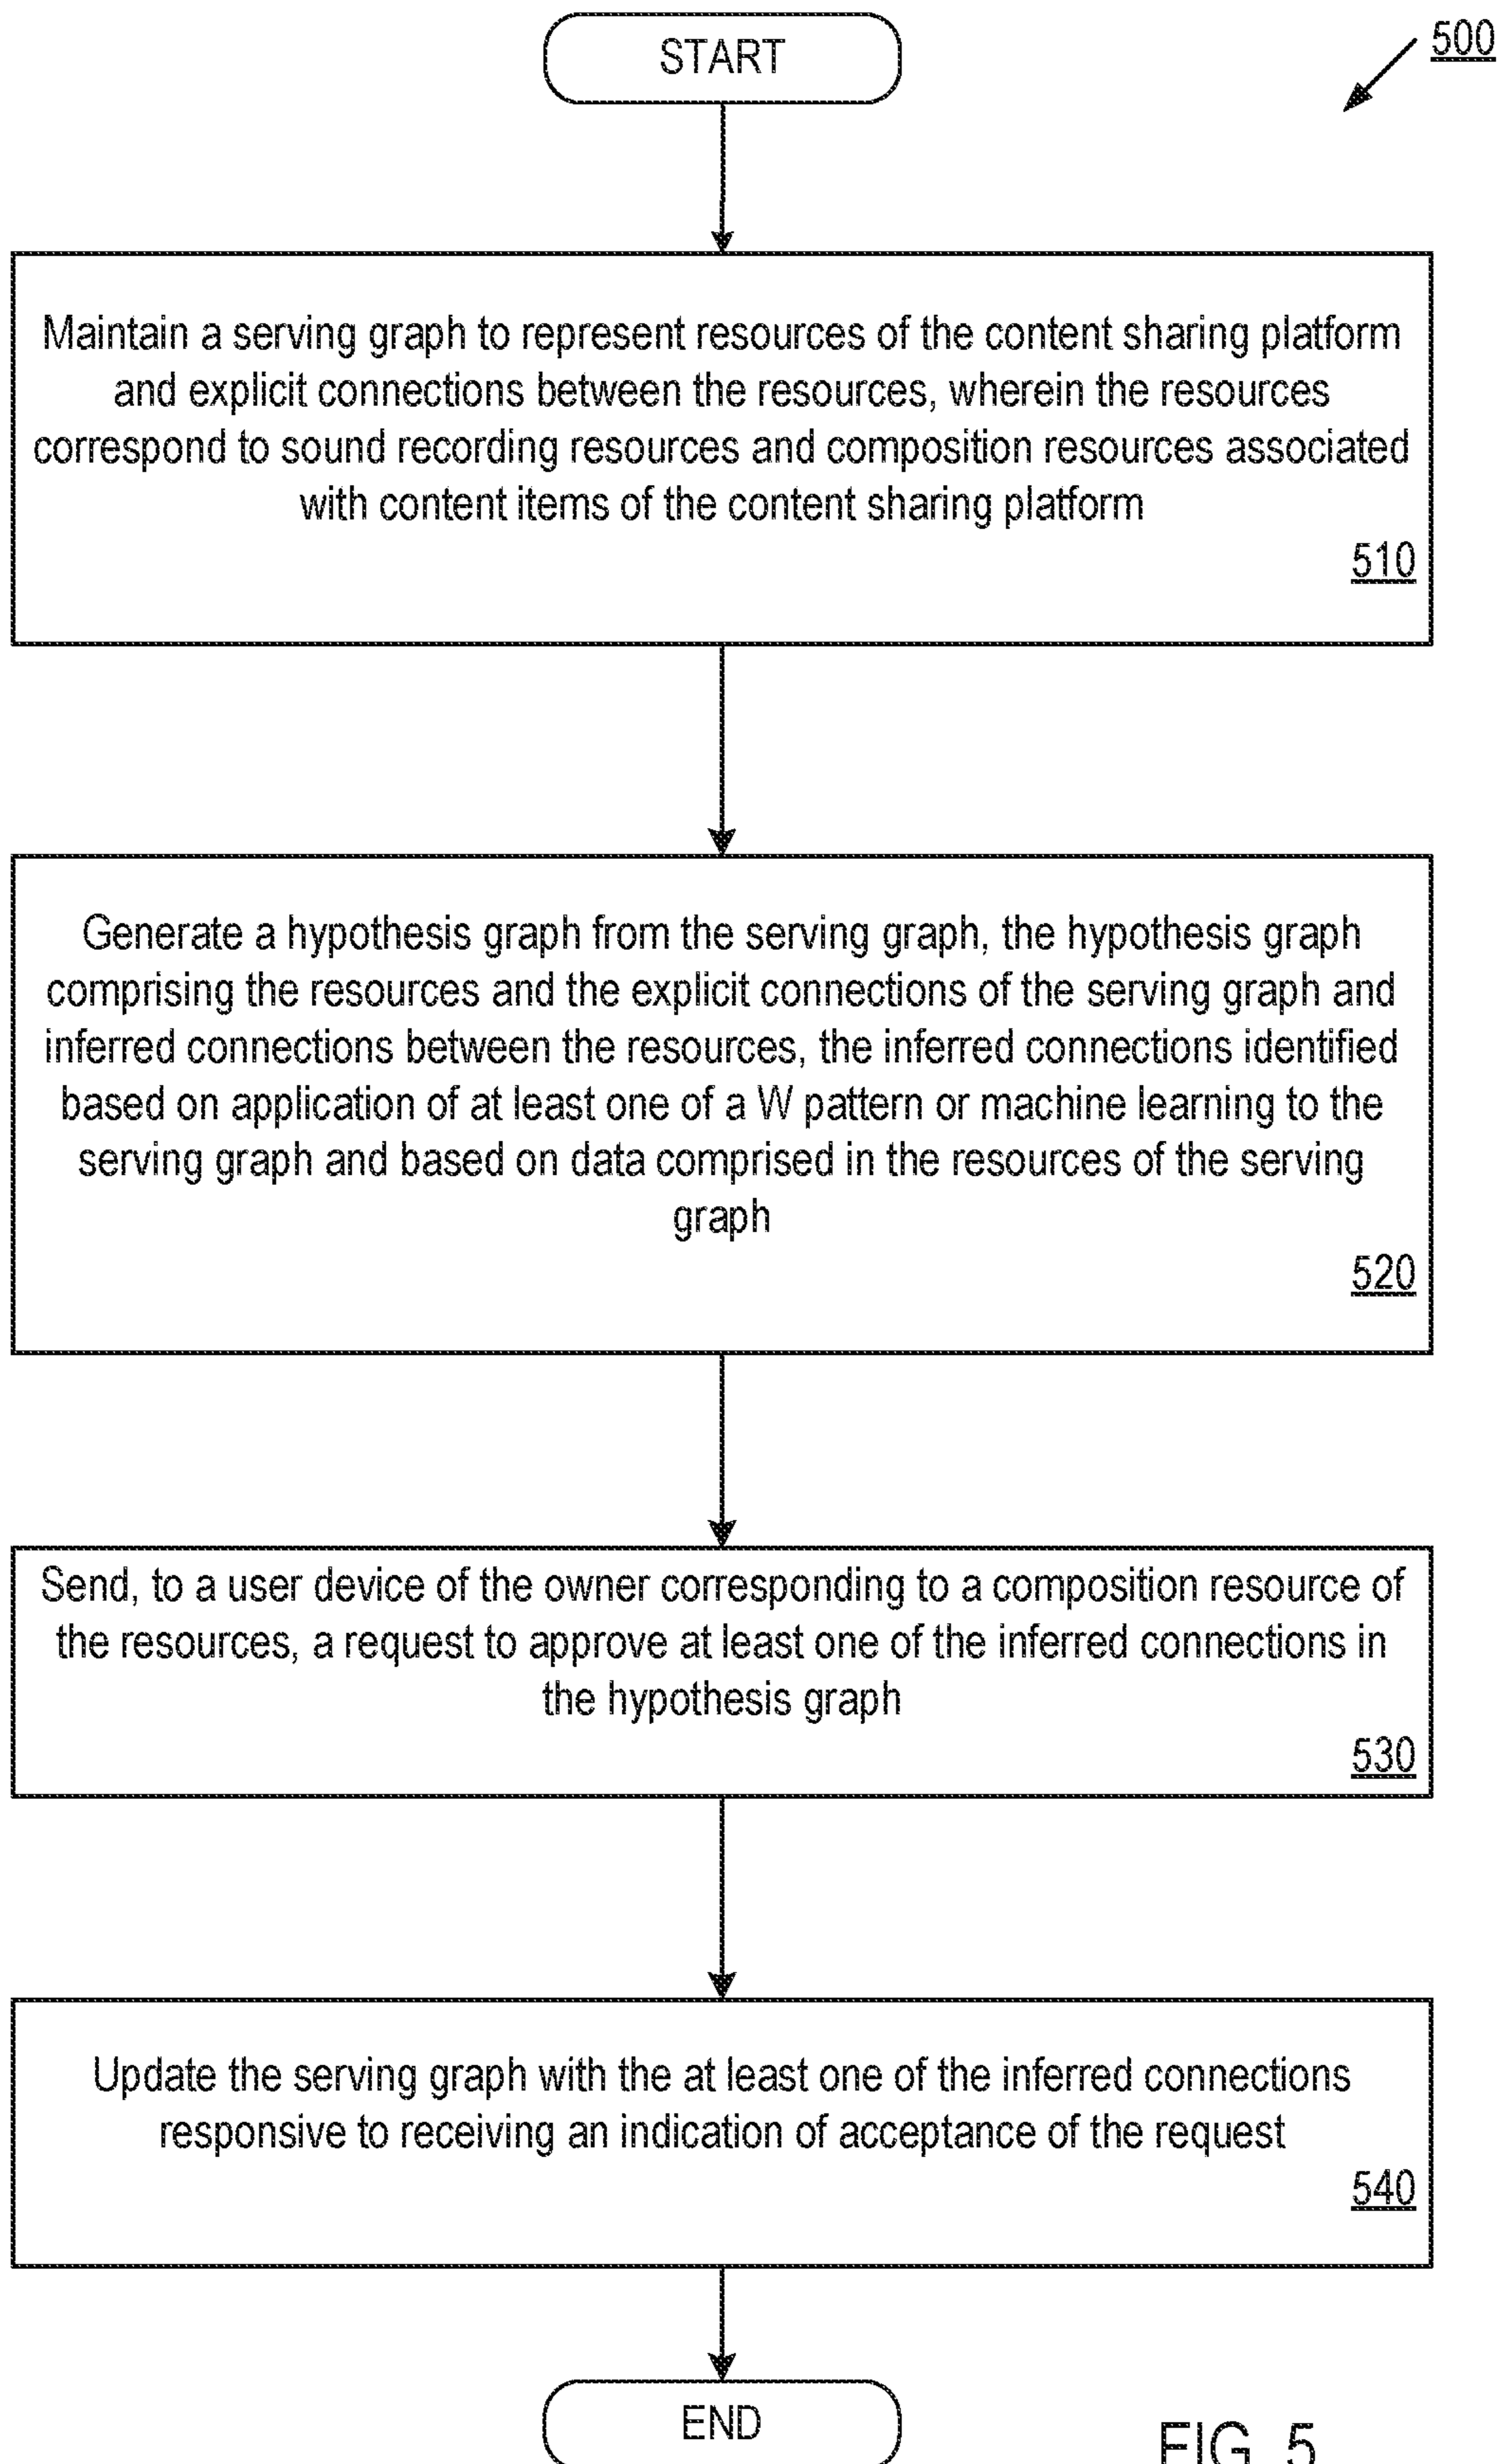 START
500
Maintain a serving graph to represent resources of the content sharing platform
and explicit connections between the resources, wherein the resources
correspond to sound recording resources and composition resources associated
with content items of the content sharing platform
510
Generate a hypothesis graph from the serving graph, the hypothesis graph
comprising the resources and the explicit connections of the serving graph and
inferred connections between the resources, the inferred connections identified
based on application of at least one of a W pattern or machine learning to the
serving graph and based on data comprised in the resources of the serving
graph
520
Send, to a user device of the owner corresponding to a composition resource of
the resources, a request to approve at least one of the inferred connections in
the hypothesis graph
530
Update the serving graph with the at least one of the inferred connections
responsive to receiving an indication of acceptance of the request
540
END
FIG. 5